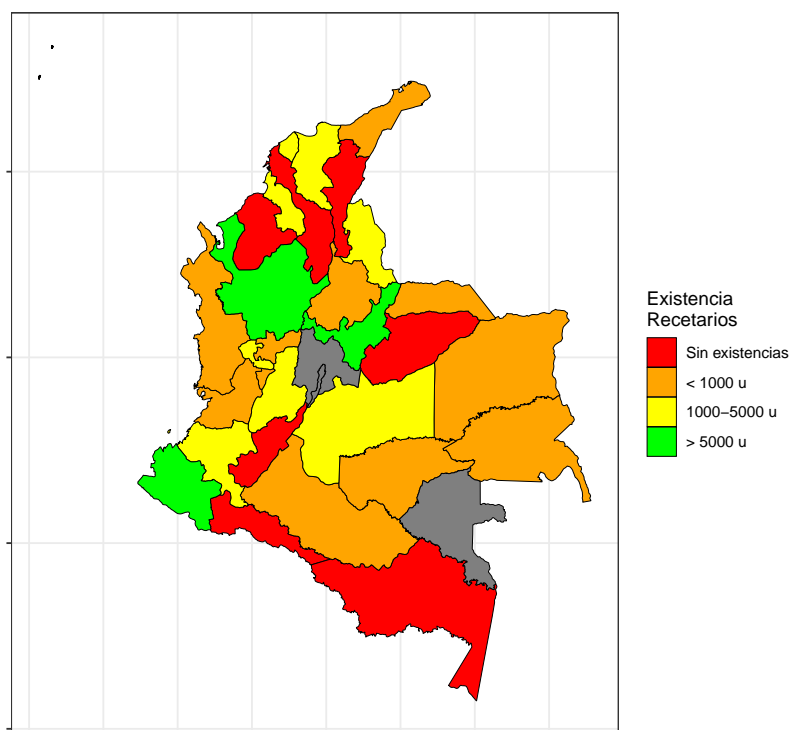 Existencia
Recetarios
Sin existencias
< 1000 u
1000−5000 u
> 5000 u